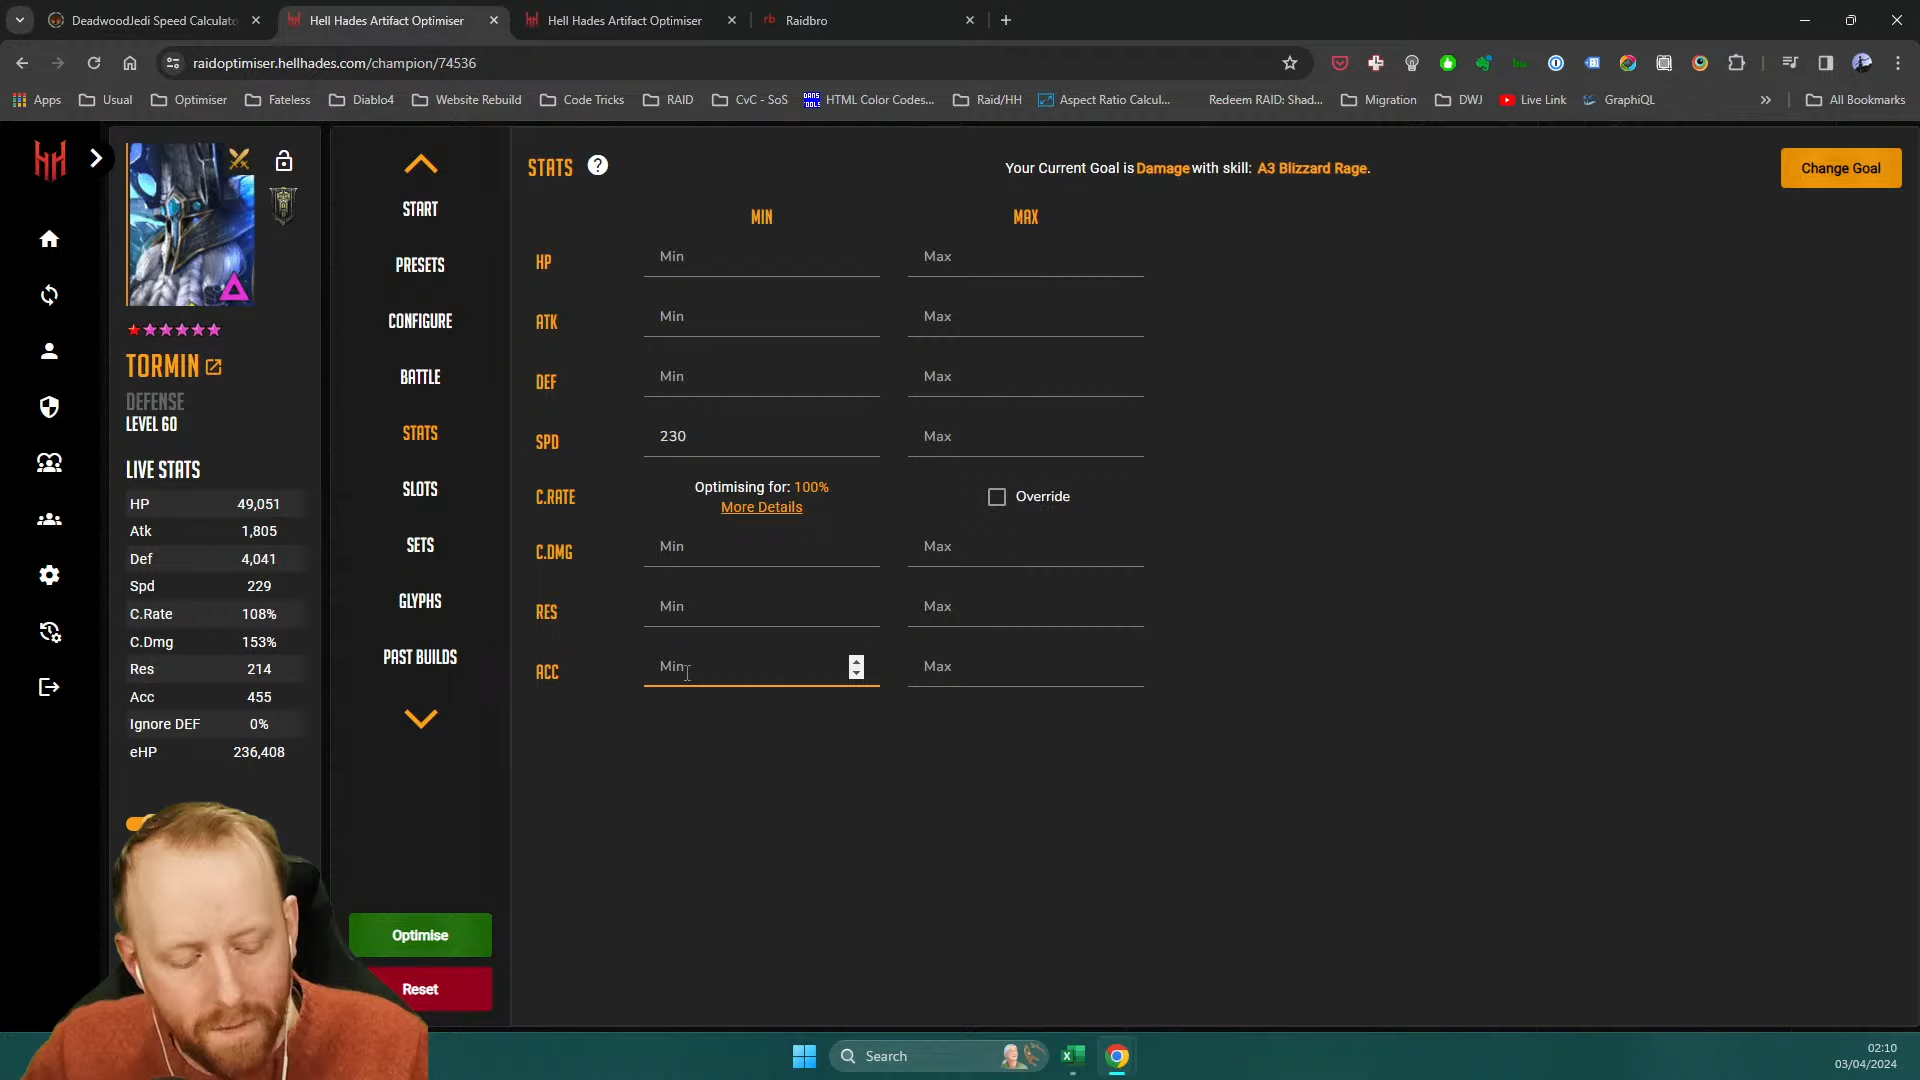 DeadwoodJedi Speed Calculato
Hell Hades Artifact Optimiser
Hell Hades Artifact Optimiser
Raidbro
raidoptimiser.hellhades.com/champion/74536
Apps
Usual
Optimiser
Fateless
Diablo4
Website Rebuild
Code Tricks
RAID
CvC - SoS
HTML Color Codes...
Raid/HH
Aspect Ratio Calcul...
Redeem RAID: Shad...
Migration
DWJ
Live Link
GraphiQL
All Bookmarks
TORMIN
DEFENSE
LEVEL 60
LIVE STATS
HP 49,051
Atk 1,805
Def 4,041
Spd 229
C.Rate 108%
C.Dmg 153%
Res 214
Acc 455
Ignore DEF 0%
eHP 236,408
START
PRESETS
CONFIGURE
BATTLE
STATS
SLOTS
SETS
GLYPHS
PAST BUILDS
Optimise
Reset
STATS ?
Your Current Goal is Damage with skill: A3 Blizzard Rage.
Change Goal
MIN MAX
HP Min Max
ATK Min Max
DEF Min Max
SPD 230 Max
C.RATE Optimising for: 100% Override
More Details
C.DMG Min Max
RES Min Max
ACC Min Max
Search
02:10
03/04/2024